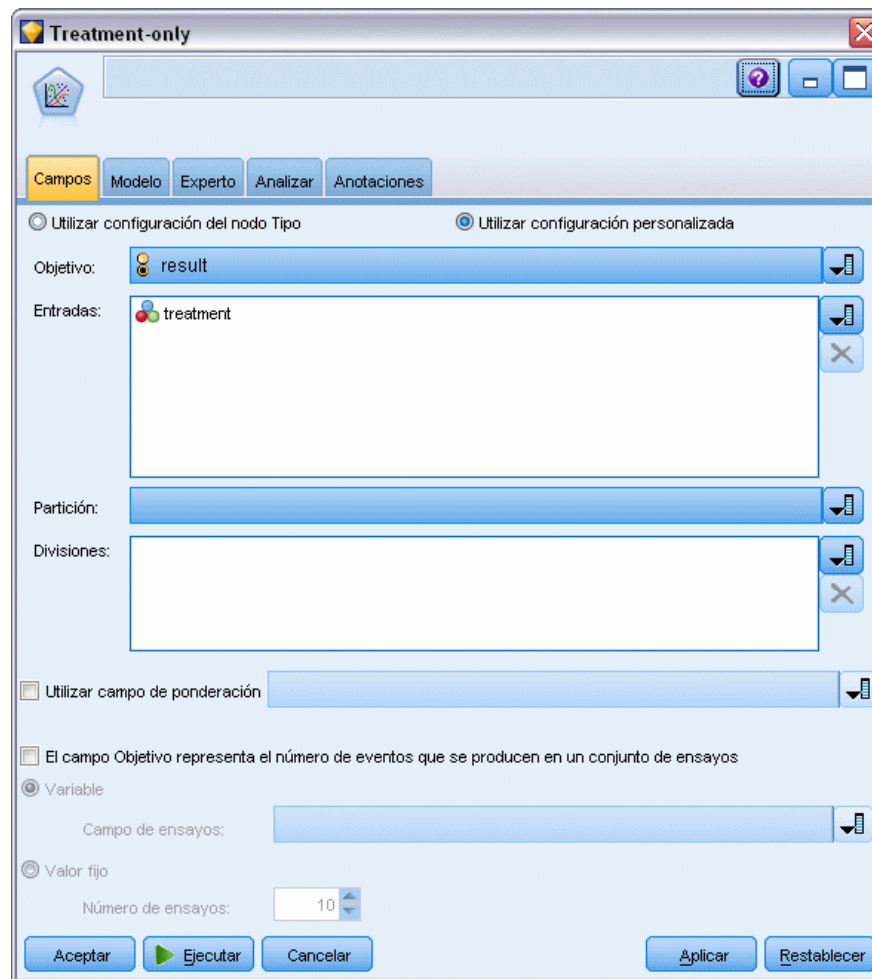 Treatment-only
Campos Modelo Experto Analizar Anotaciones
Utilizar configuración del nodo Tipo Utilizar configuración personalizada
Objetivo: result
Entradas: treatment
Partición:
Divisiones:
Utilizar campo de ponderación
El campo Objetivo representa el número de eventos que se producen en un conjunto de ensayos
Variable
Campo de ensayos:
Valor fijo
Número de ensayos: 10
Aceptar Ejecutar Cancelar Aplicar Restablecer